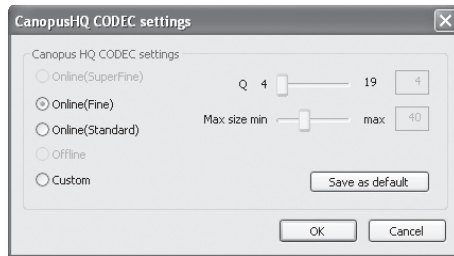 CanopusHQ CODEC settings
Canopus HQ CODEC settings
Online(SuperFine)
Online(Fine)
Online(Standard)
Offline
Custom
Q 4 19 4
Max size min max 40
Save as default
OK Cancel